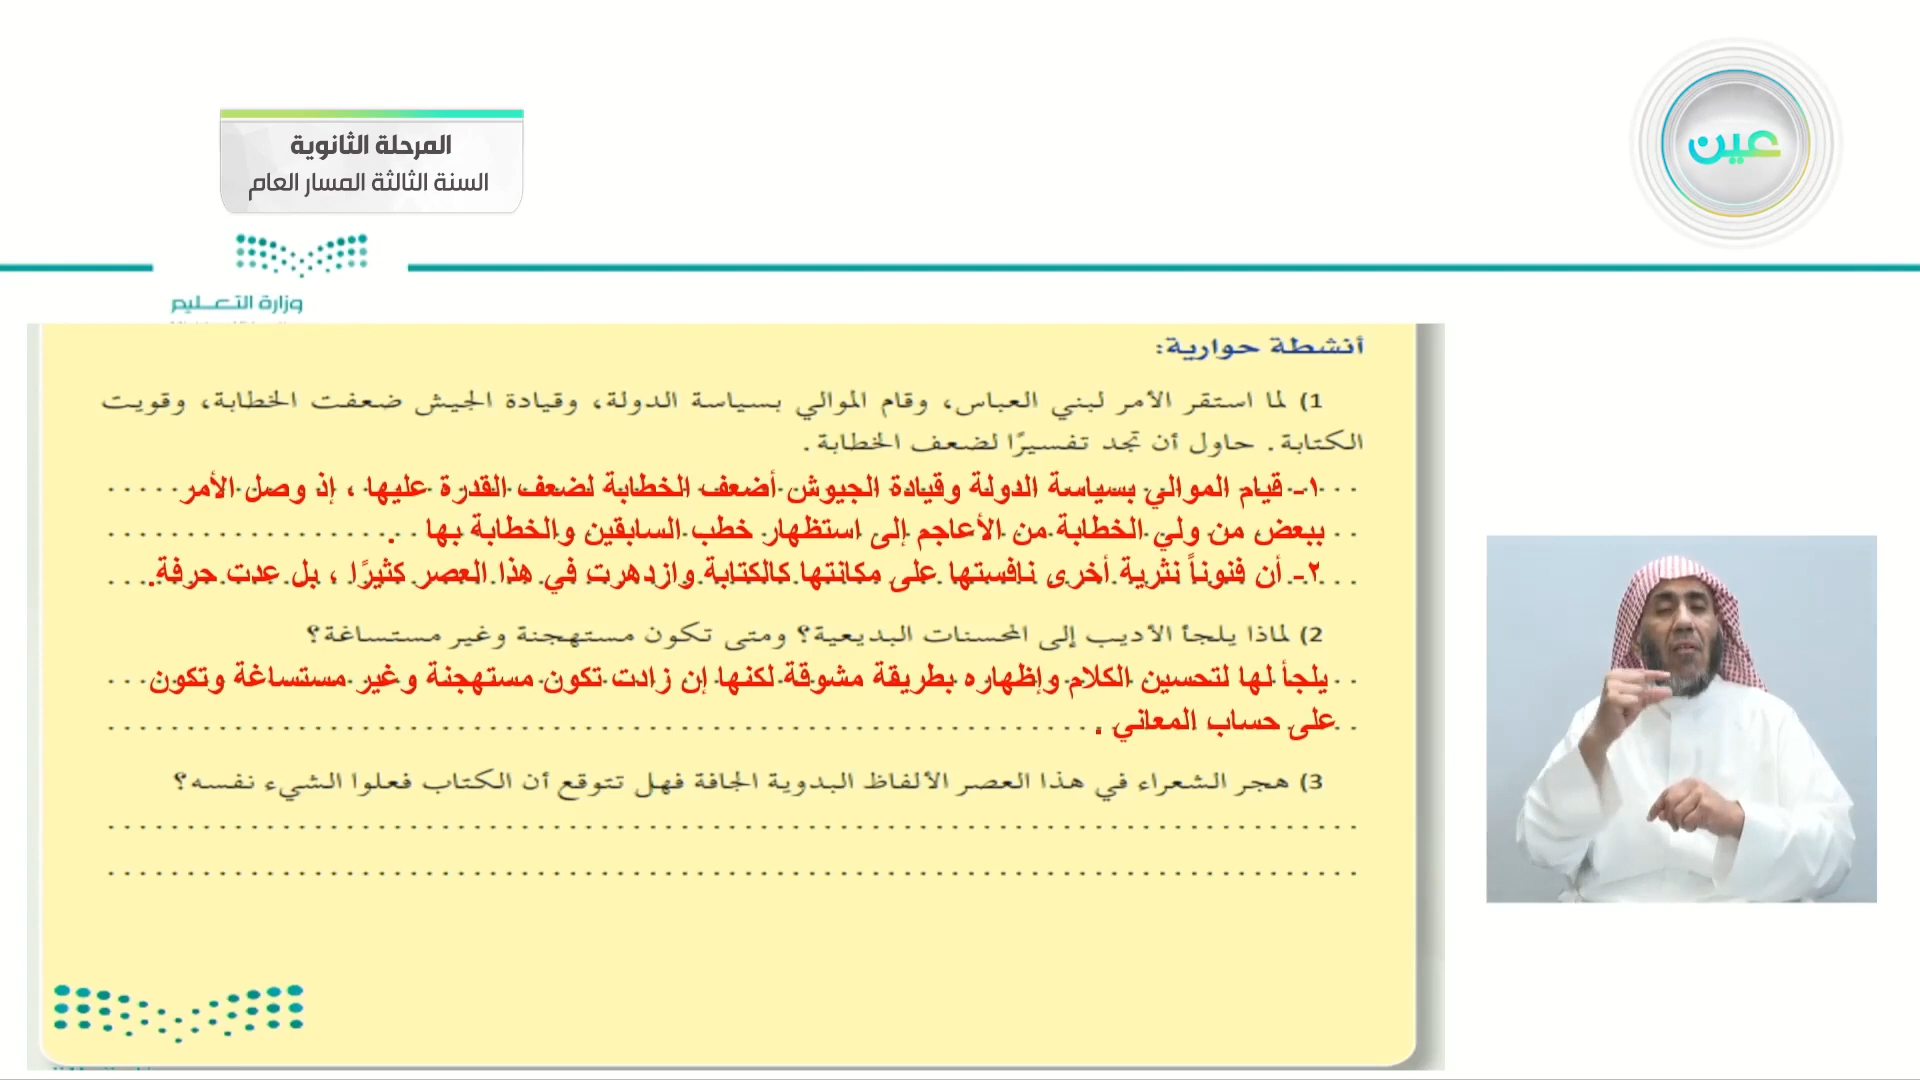 المرحلة الثانوية
السنة الثالثة المسار العام
عين
وزارة التعليم
أنشطة حوارية:
1) لما استقر الأمر لبني العباس، وقام الموالي بسياسة الدولة، وقيادة الجيش ضعفت الخطابة، وقويت
الكتابة. حاول أن تجد تفسيرًا لضعف الخطابة.
١- قيام الموالي بسياسة الدولة وقيادة الجيوش أضعف الخطابة لضعف القدرة عليها ، إذ وصل الأمر
ببعض من ولي الخطابة من الأعاجم إلى استظهار خطب السابقين والخطابة بها .
٢- أن فنوناً نثرية أخرى نافستها على مكانتها كالكتابة وازدهرت في هذا العصر كثيرًا ، بل عدت حرفة.
2) لماذا يلجأ الأديب إلى المحسنات البديعية؟ ومتى تكون مستهجنة وغير مستساغة؟
يلجأ لها لتحسين الكلام وإظهاره بطريقة مشوقة لكنها إن زادت تكون مستهجنة وغير مستساغة وتكون
على حساب المعاني .
3) هجر الشعراء في هذا العصر الألفاظ البدوية الجافة فهل تتوقع أن الكتاب فعلوا الشيء نفسه؟